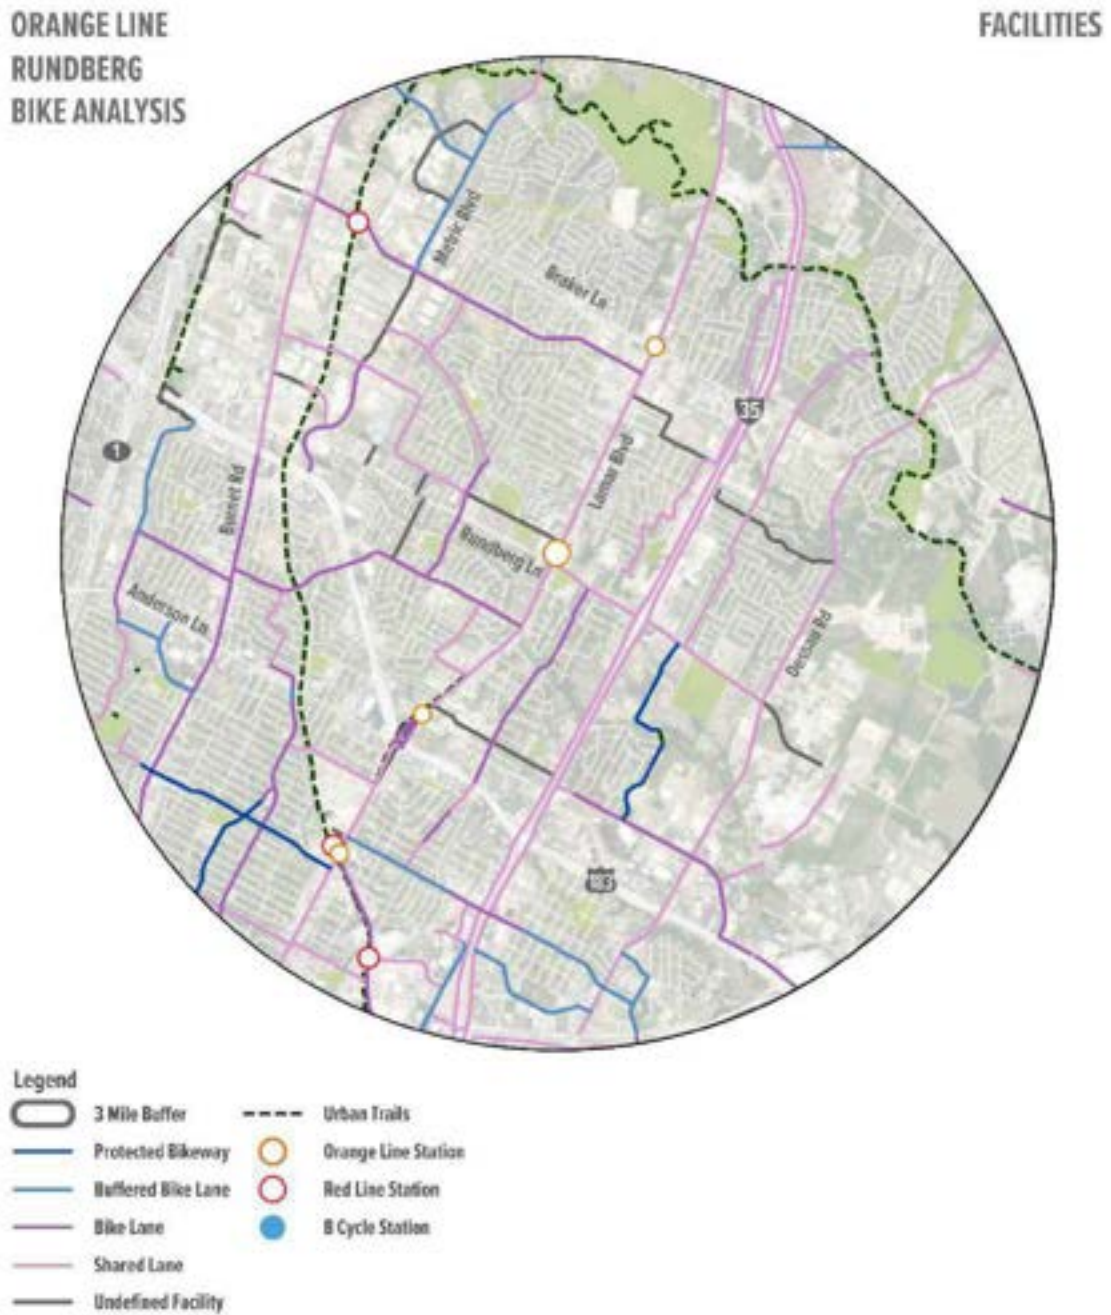 ORANGE LINE
RUNDBERG
BIKE ANALYSIS
FACILITIES
Metric Blvd
Braker Ln
35
1
Lamar Blvd
Burnet Rd
Rundberg Ln
Anderson Ln
Dessau Rd
183
Legend
3 Mile Buffer
Protected Bikeway
Buffered Bike Lane
Bike Lane
Shared Lane
Undefined Facility
Urban Trails
Orange Line Station
Red Line Station
B Cycle Station